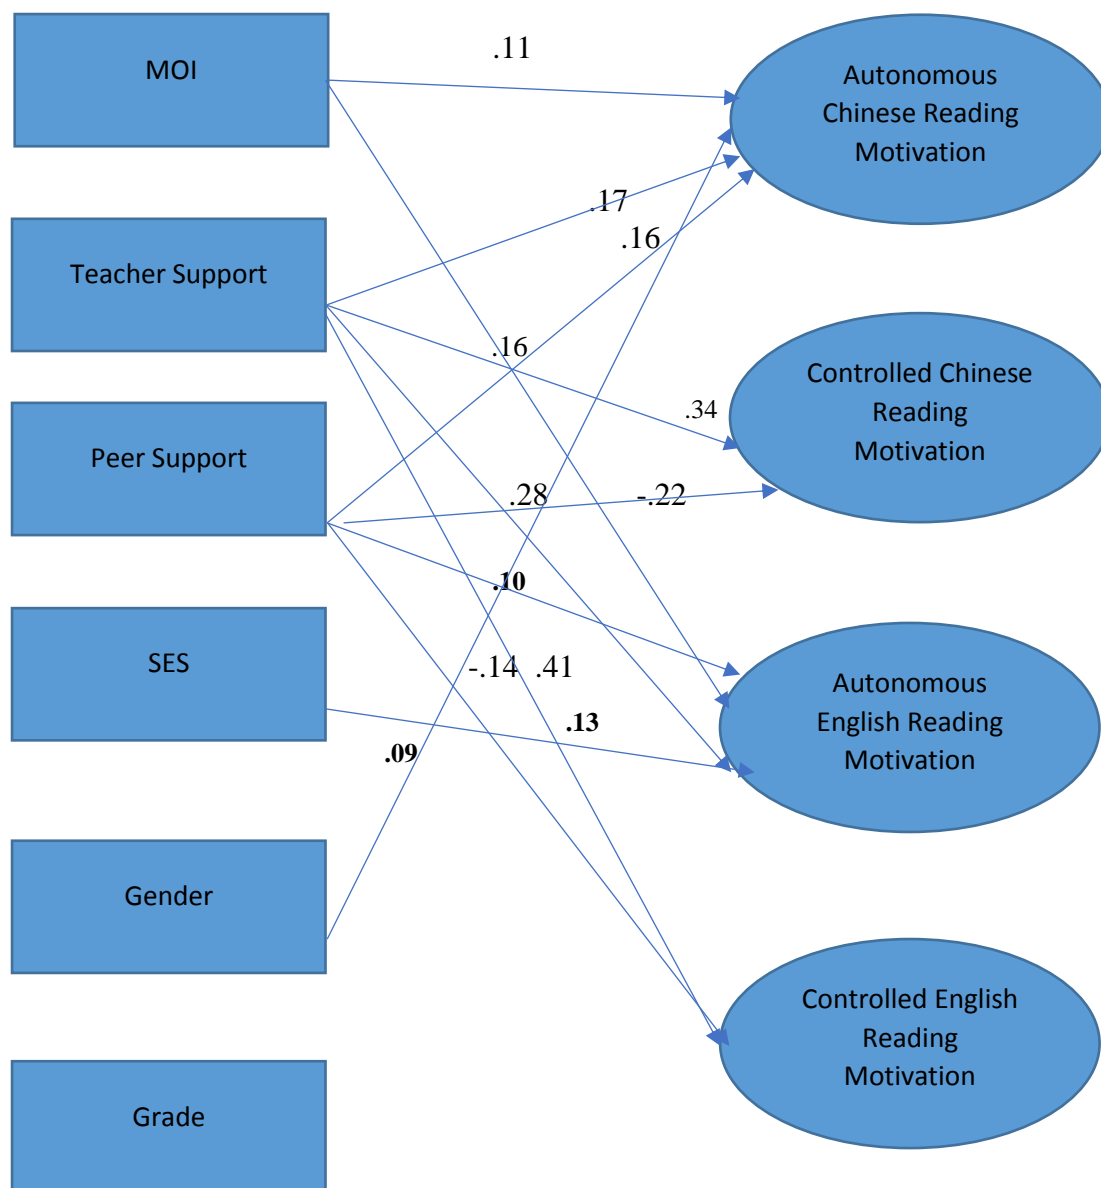 MOI
.11
Autonomous
Chinese Reading
Motivation
.17
.16
Teacher Support
.16
Controlled Chinese
Reading
Motivation
.34
Peer Support
.28
-.22
.10
SES
-.14 .41
Autonomous
English Reading
Motivation
.13
.09
Gender
Controlled English
Reading
Motivation
Grade